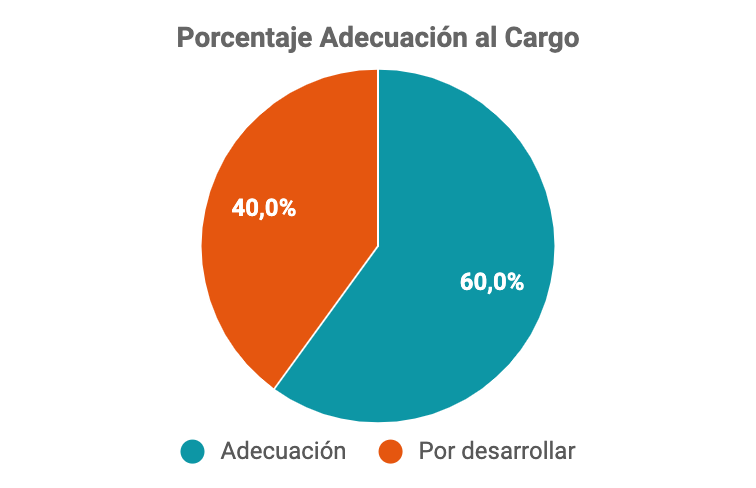 Porcentaje Adecuación al Cargo
40,0%
60,0%
Adecuación
Por desarrollar